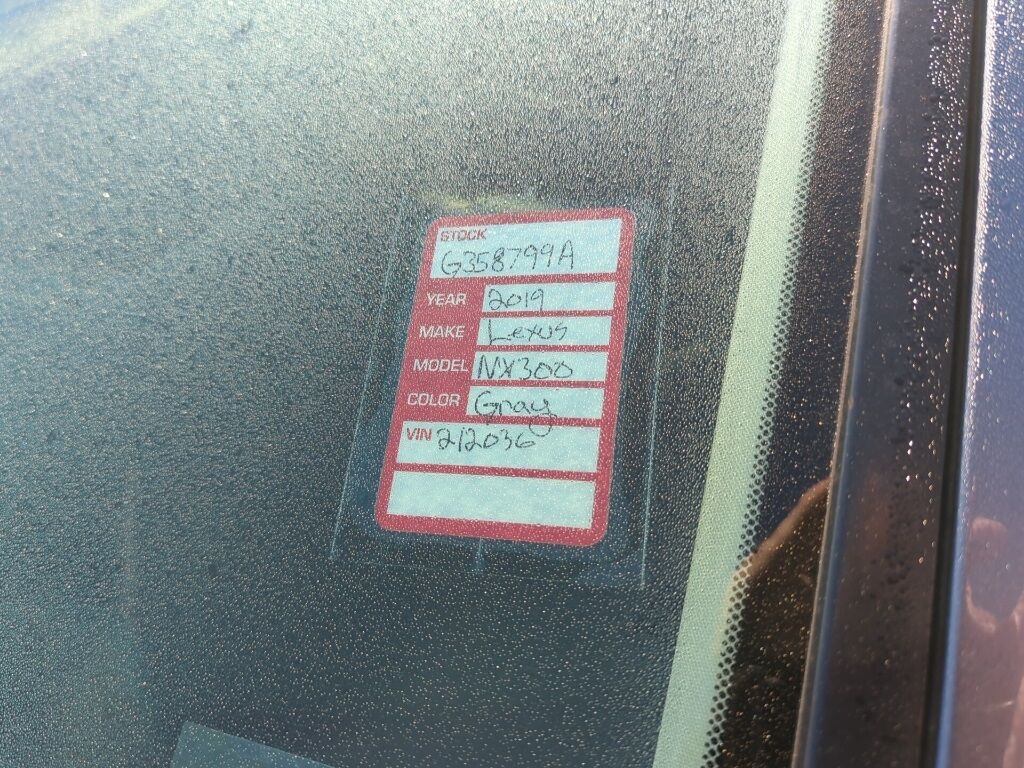 STOCK
G358799A
YEAR 2019
MAKE Lexus
MODEL NX300
COLOR Gray
VIN 212036